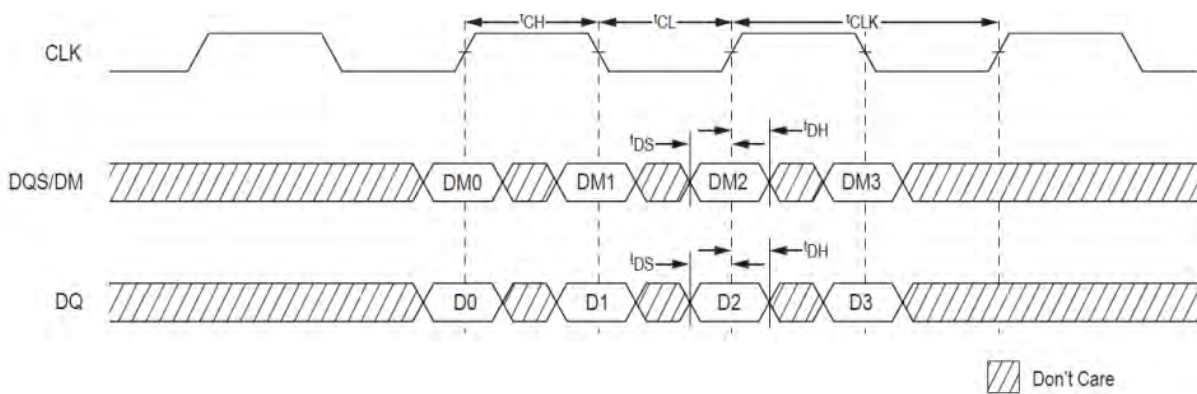 tCH tCL tCLK
CLK
tDS tDH
DQS/DM DM0 DM1 DM2 DM3
tDS tDH
DQ D0 D1 D2 D3
Don't Care